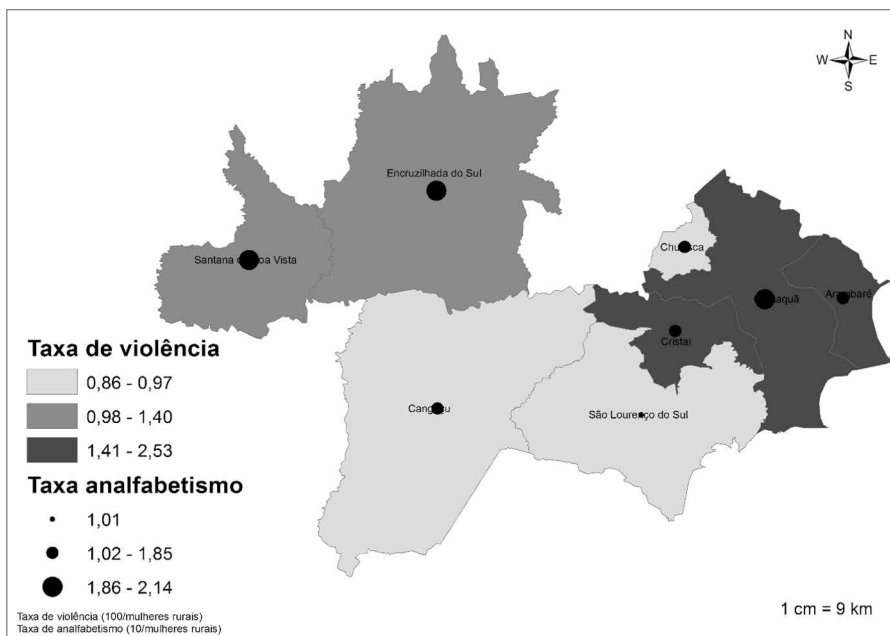 N
W E
S
Encruzilhada do Sul
Santana Vista
Cristal
São Lourenço do Sul
Taxa de violência
0,86 - 0,97
0,98 - 1,40
1,41 - 2,53
Taxa analfabetismo
1,01
1,02 - 1,85
1,86 - 2,14
Taxa de violência (100/mulheres rurais)
Taxa de analfabetismo (10/mulheres rurais)
1 cm = 9 km